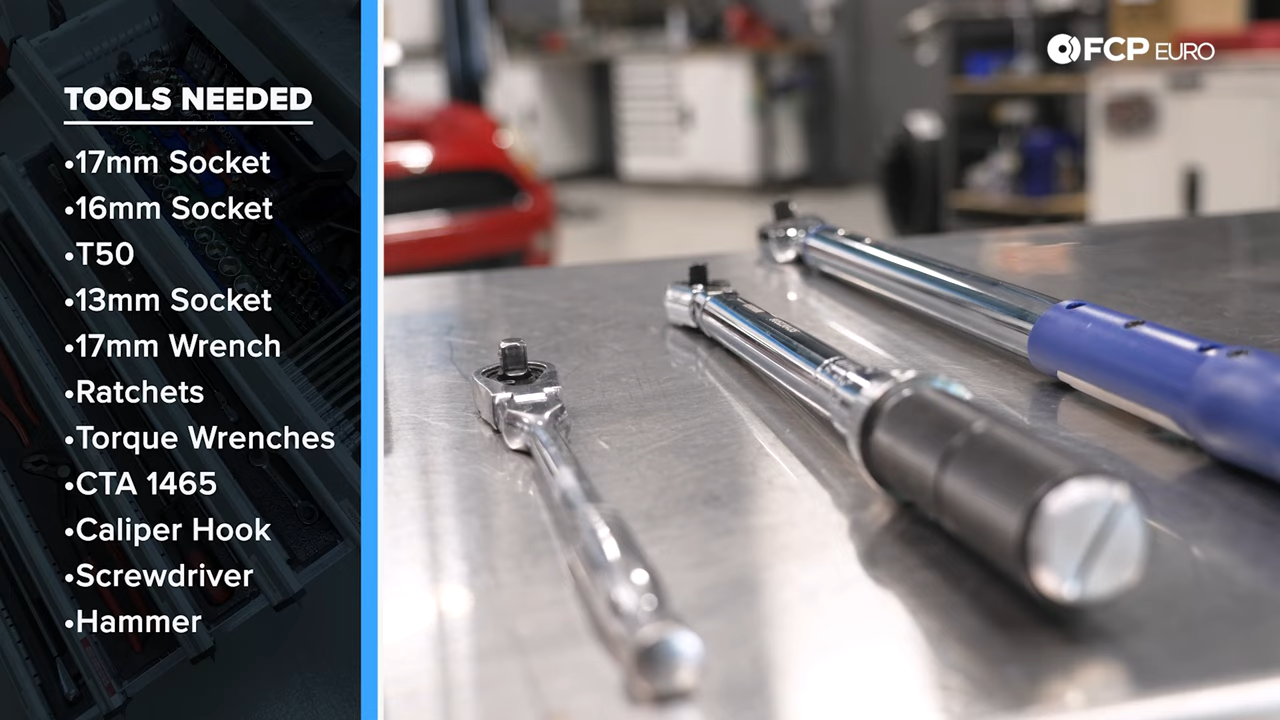 TOOLS NEEDED
•17mm Socket
•16mm Socket
•T50
•13mm Socket
•17mm Wrench
•Ratchets
•Torque Wrenches
•CTA 1465
•Caliper Hook
•Screwdriver
•Hammer
FCP EURO